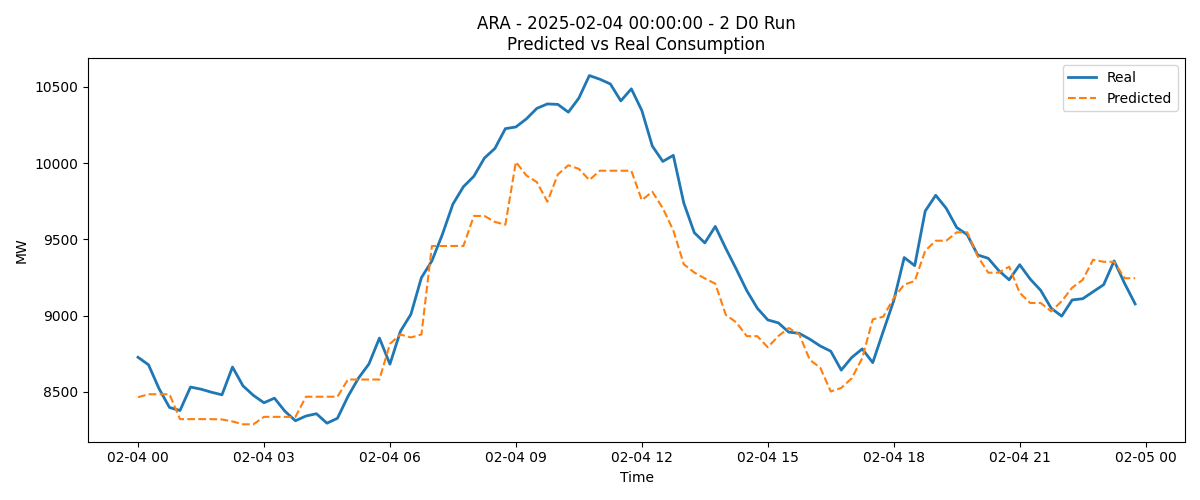 ARA - 2025-02-04 00:00:00 - 2 D0 Run
Predicted vs Real Consumption
Real
Predicted
MW
10500
10000
9500
9000
8500
02-04 00
02-04 03
02-04 06
02-04 09
02-04 12
02-04 15
02-04 18
02-04 21
02-05 00
Time